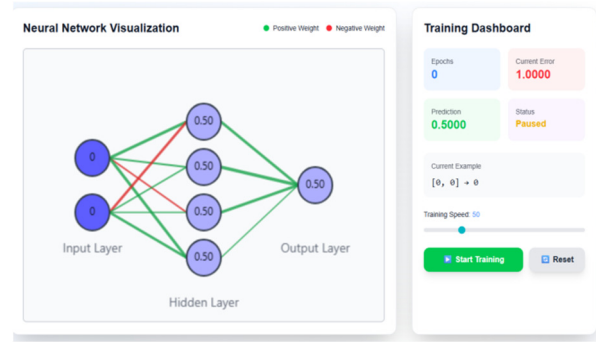 Neural Network Visualization
Positive Weight
Negative Weight
0
0
0.50
0.50
0.50
0.50
0.50
Input Layer
Output Layer
Hidden Layer
Training Dashboard
Epochs
0
Current Error
1.0000
Prediction
0.5000
Status
Paused
Current Example
[0, 0] → 0
Training Speed: 50
Start Training
Reset